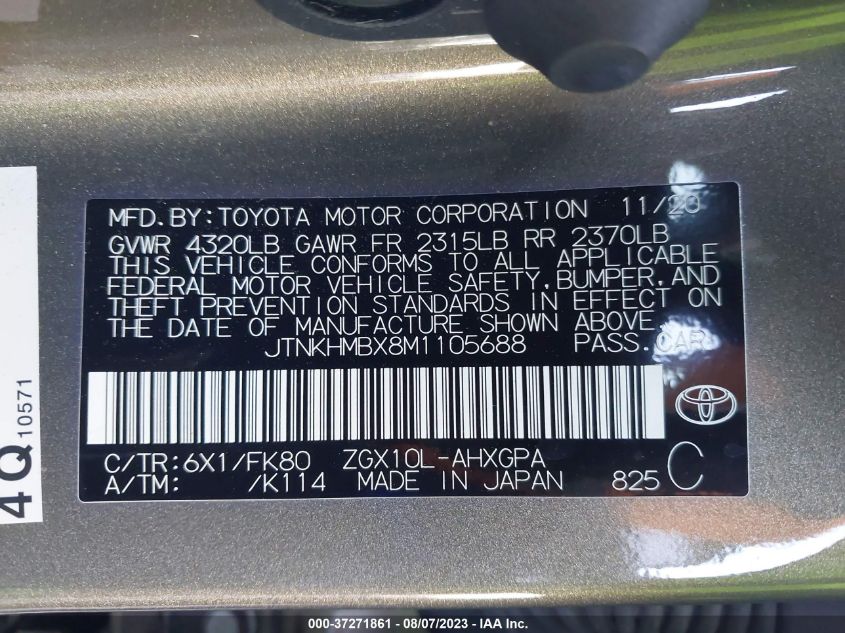 MFD.BY:TOYOTA MOTOR CORPORATION 11/20
GVWR 4320LB GAWR FR 2315LB RR 2370LB
THIS VEHICLE CONFORMS TO ALL APPLICABLE
FEDERAL MOTOR VEHICLE SAFETY,BUMPER,AND
THEFT PREVENTION STANDARDS IN EFFECT ON
THE DATE OF MANUFACTURE SHOWN ABOVE.
JTNKHMBX8M1105688 PASS.CAR
C/TR:6X1/FK80 ZGX10L-AHXGPA
A/TM: /K114 MADE IN JAPAN 825 C
4Q 10571
000-37271861 - 08/07/2023 - IAA Inc.